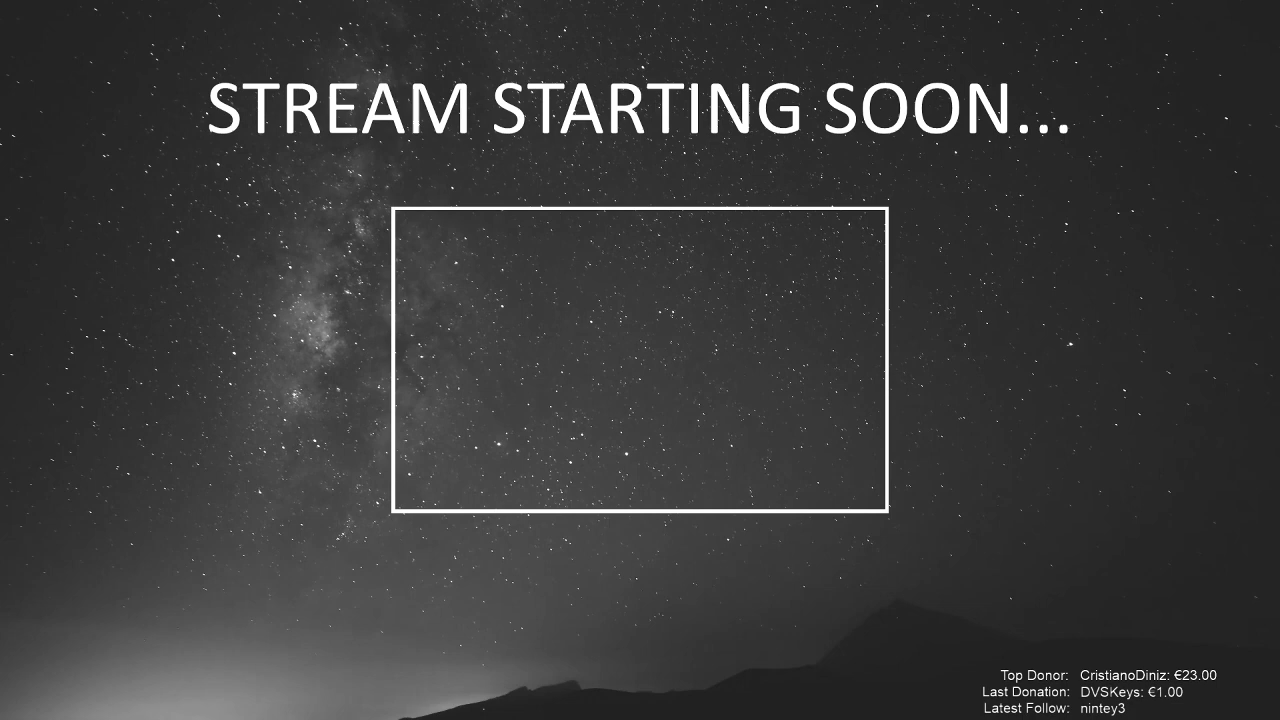 STREAM STARTING SOON...
Top Donor: CristianoDiniz: €23.00
Last Donation: DVSKeys: €1.00
Latest Follow: nintey3